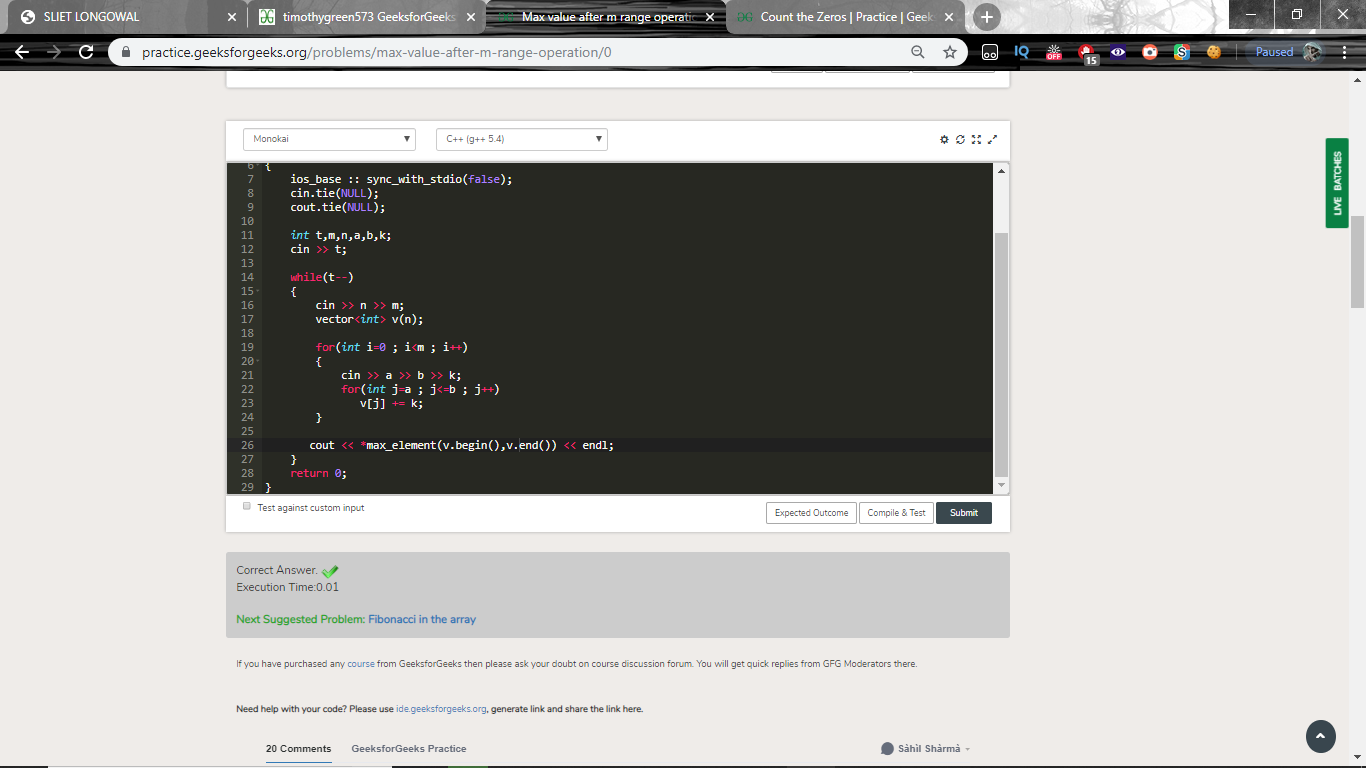 SLIET LONGOWAL
timothygreen573 GeeksforGeeks
Max value after m range operati
Count the Zeros | Practice | Geek
practice.geeksforgeeks.org/problems/max-value-after-m-range-operation/0
IQ
OFF
15
S
Paused
Monokai
C++ (g++ 5.4)
LIVE BATCHES
6 {
7 ios_base :: sync_with_stdio(false);
8 cin.tie(NULL);
9 cout.tie(NULL);
10
11 int t,m,n,a,b,k;
12 cin >> t;
13
14 while(t--)
15 {
16 cin >> n >> m;
17 vector<int> v(n);
18
19 for(int i=0 ; i<m ; i++)
20 {
21 cin >> a >> b >> k;
22 for(int j=a ; j<=b ; j++)
23 v[j] += k;
24 }
25
26 cout << *max_element(v.begin(),v.end()) << endl;
27 }
28 return 0;
29 }
Test against custom input
Expected Outcome
Compile & Test
Submit
Correct Answer.
Execution Time:0.01
Next Suggested Problem: Fibonacci in the array
If you have purchased any course from GeeksforGeeks then please ask your doubt on course discussion forum. You will get quick replies from GFG Moderators there.
Need help with your code? Please use ide.geeksforgeeks.org, generate link and share the link here.
20 Comments
GeeksforGeeks Practice
Sáhíl Shármá